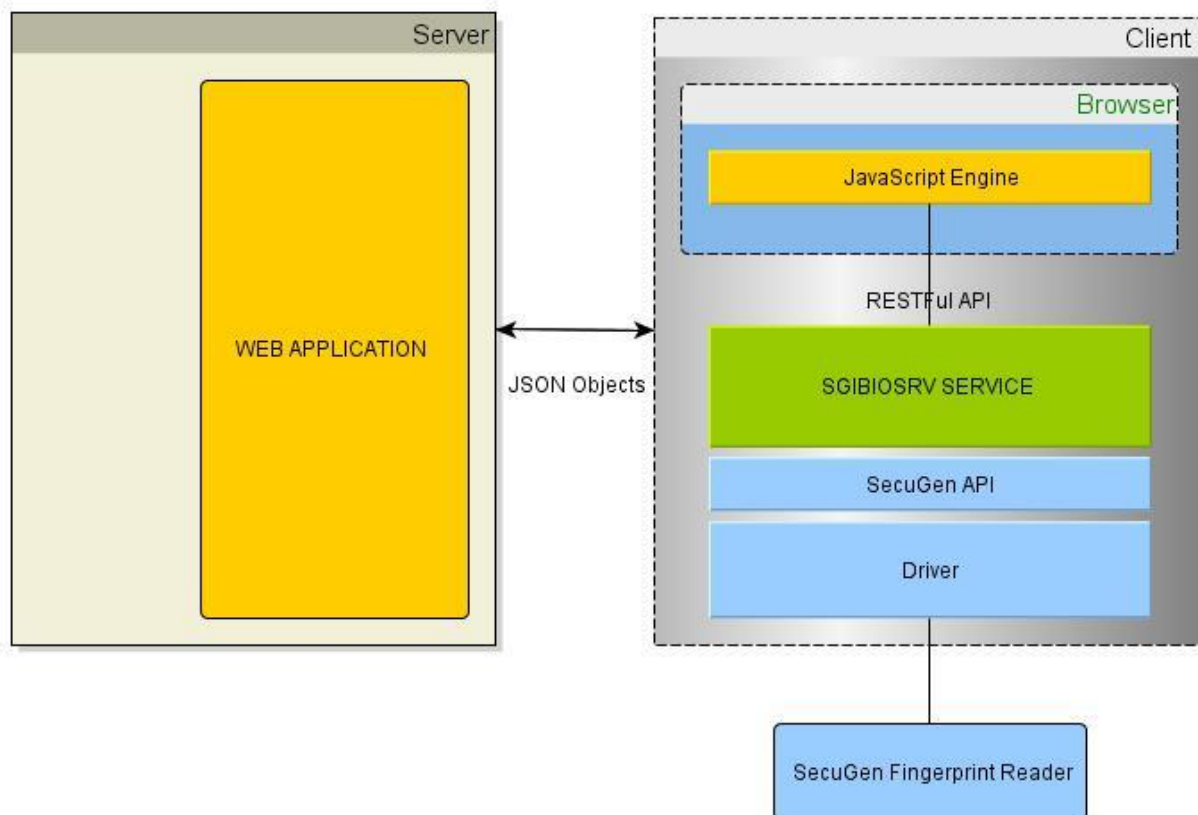 Server
WEB APPLICATION
JSON Objects
Client
Browser
JavaScript Engine
RESTFul API
SGIBIOSRV SERVICE
SecuGen API
Driver
SecuGen Fingerprint Reader